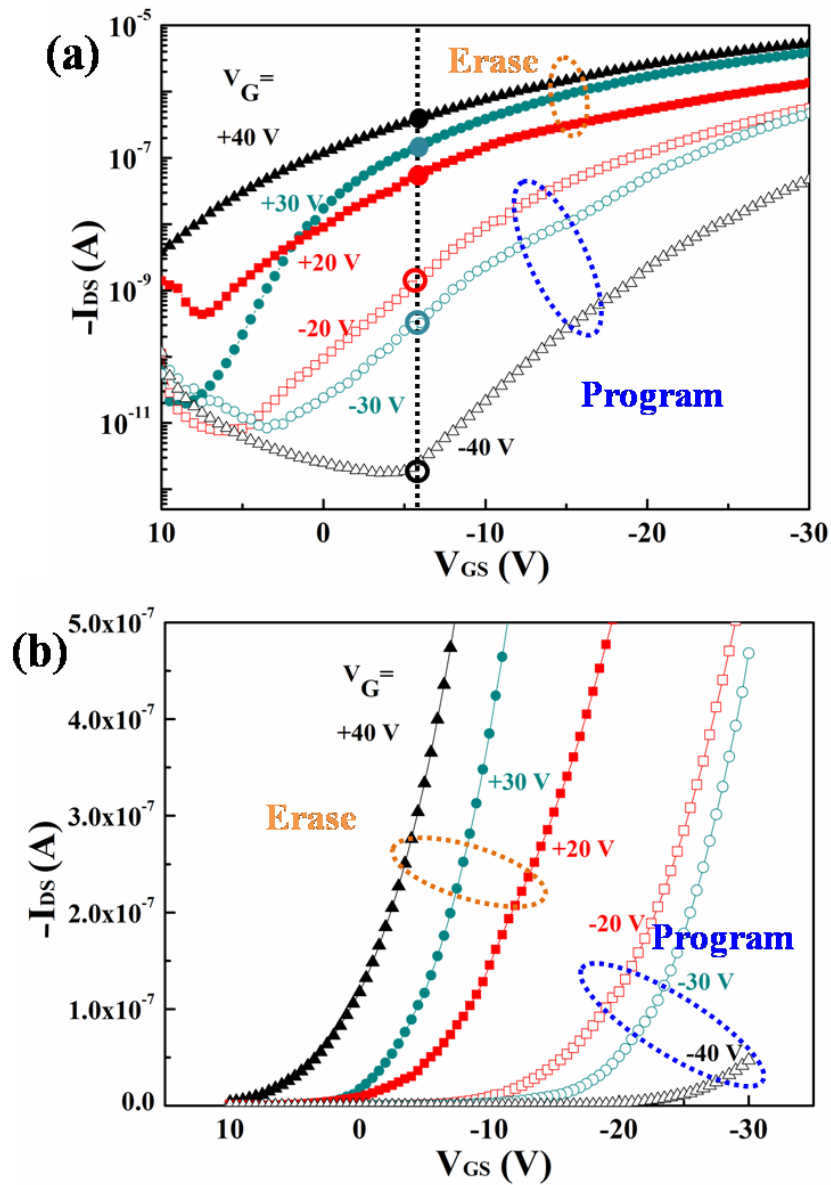 (a)
10⁻⁵
10⁻⁷
10⁻⁹
10⁻¹¹
-I_DS (A)
V_G=
+40 V
+30 V
+20 V
-20 V
-30 V
-40 V
Erase
Program
10 0 -10 -20 -30
V_GS (V)
(b)
5.0x10⁻⁷
4.0x10⁻⁷
3.0x10⁻⁷
2.0x10⁻⁷
1.0x10⁻⁷
0.0
-I_DS (A)
V_G=
+40 V
+30 V
Erase
+20 V
-20 V
Program
-30 V
-40 V
10 0 -10 -20 -30
V_GS (V)